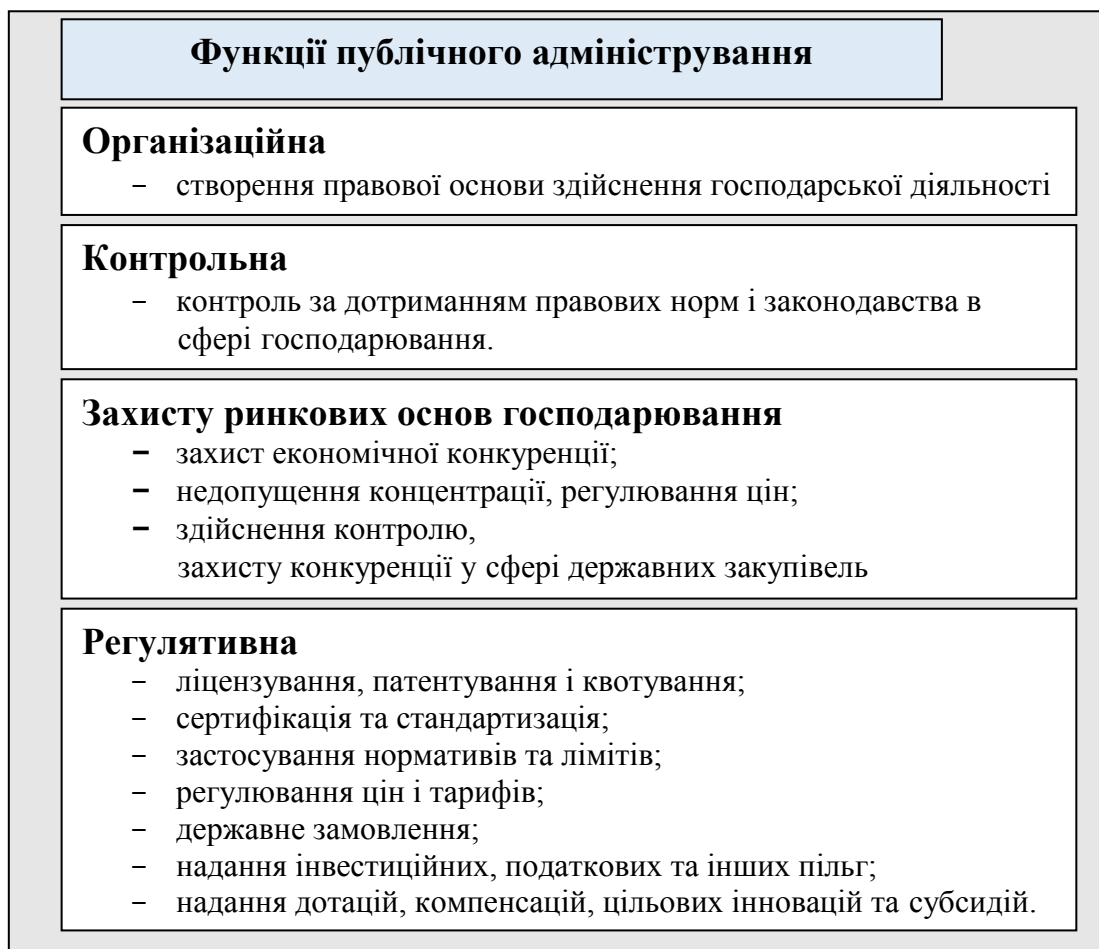 Функції публічного адміністрування
Організаційна
− створення правової основи здійснення господарської діяльності
Контрольна
− контроль за дотриманням правових норм і законодавства в
сфері господарювання.
Захисту ринкових основ господарювання
− захист економічної конкуренції;
− недопущення концентрації, регулювання цін;
− здійснення контролю,
захисту конкуренції у сфері державних закупівель
Регулятивна
− ліцензування, патентування і квотування;
− сертифікація та стандартизація;
− застосування нормативів та лімітів;
− регулювання цін і тарифів;
− державне замовлення;
− надання інвестиційних, податкових та інших пільг;
− надання дотацій, компенсацій, цільових інновацій та субсидій.